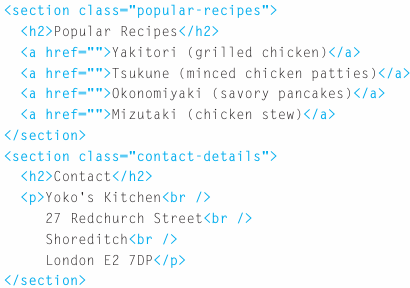 <section class="popular-recipes">
  <h2>Popular Recipes</h2>
  <a href="">Yakitori (grilled chicken)</a>
  <a href="">Tsukune (minced chicken patties)</a>
  <a href="">Okonomiyaki (savory pancakes)</a>
  <a href="">Mizutaki (chicken stew)</a>
</section>
<section class="contact-details">
  <h2>Contact</h2>
  <p>Yoko's Kitchen<br />
     27 Redchurch Street<br />
     Shoreditch<br />
     London E2 7DP</p>
</section>